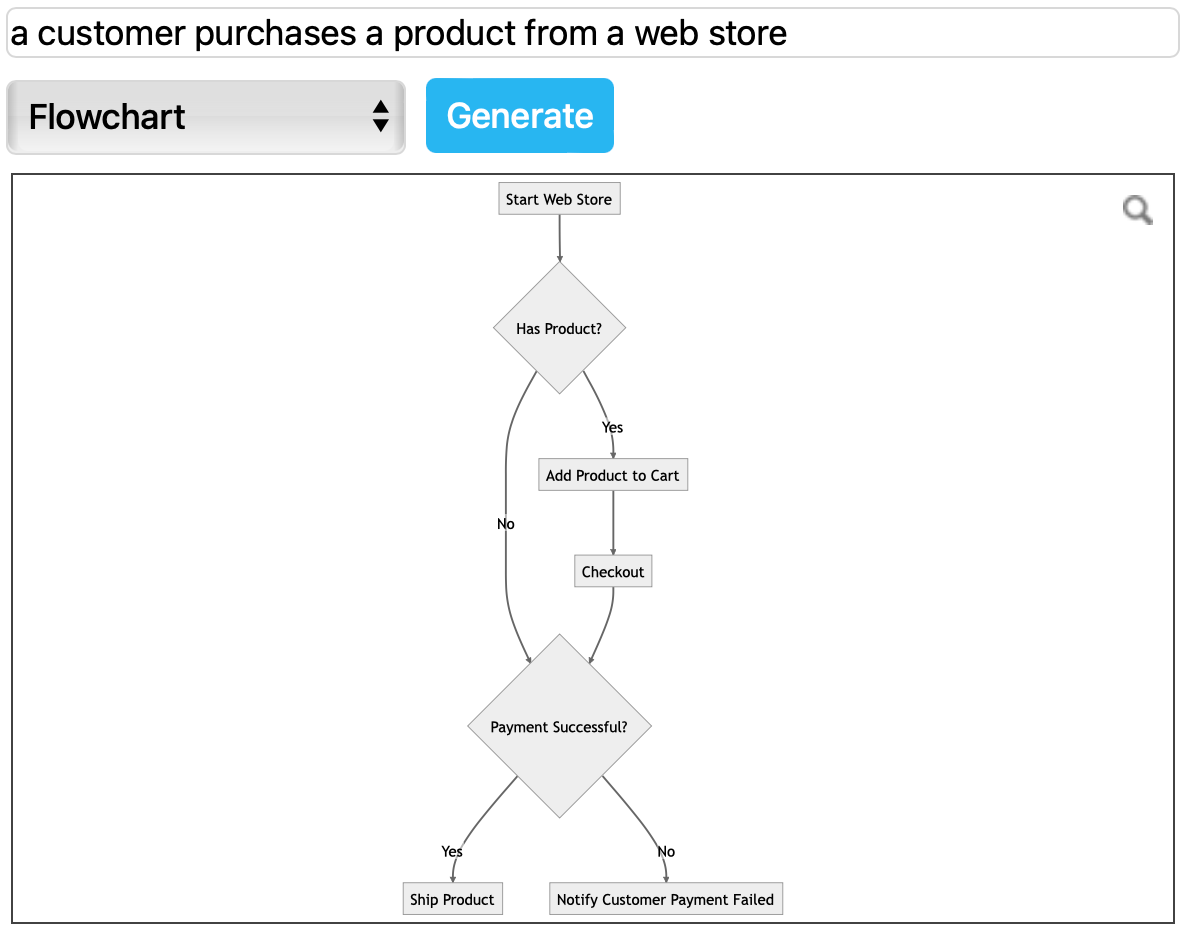 a customer purchases a product from a web store
Flowchart
Generate
Start Web Store
Has Product?
Yes
Add Product to Cart
No
Checkout
Payment Successful?
Yes
No
Ship Product
Notify Customer Payment Failed